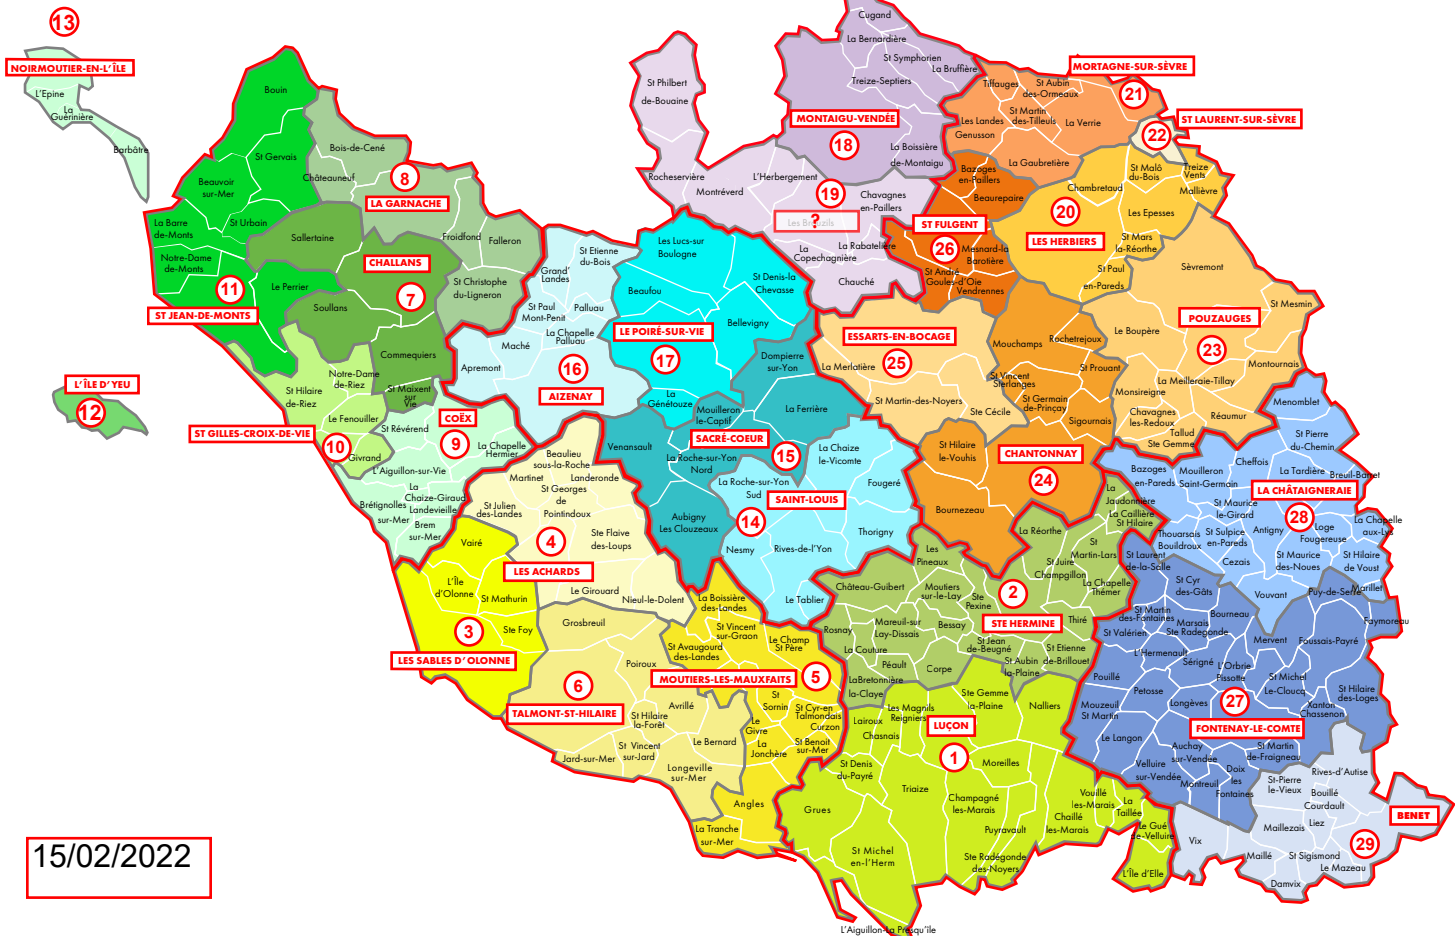 13
NOIRMOUTIER-EN-L'ÎLE
L'Epine
La
Guérinière
Barbâtre
L'ÎLE D'YEU
12
Bouin
St Gervais
Beauvoir
sur-Mer
St Urbain
La Barre
de-Monts
Notre-Dame
de-Monts
Le Perrier
11
ST JEAN-DE-MONTS
Bois-de-Cené
Châteauneuf
8
LA GARNACHE
Froidfond
Falleron
St Christophe
du-Ligneron
Sallertaine
CHALLANS
7
Soullans
Commequiers
St Maixent
sur
Vie
Notre-Dame
de-Riez
St Hilaire
de-Riez
Le Fenouiller
ST GILLES-CROIX-DE-VIE
10
Givrand
COËX
9
St Révérend
La Chapelle
Hermier
L'Aiguillon-sur-Vie
La
Chaize-Giraud
Landevieille
Brétignolles
sur-Mer
Brem
sur-Mer
Grand'
Landes
St Etienne
du-Bois
St Paul
Mont-Penit
Palluau
La Chapelle
Palluau
Maché
Apremont
16
AIZENAY
Les Lucs-sur
Boulogne
Beaufou
St Denis-la
Chevasse
Bellevigny
LE POIRÉ-SUR-VIE
17
La
Génétouze
Dompierre
sur-Yon
Mouilleron
le-Captif
La Ferrière
Venansault
SACRÉ-COEUR
15
La Roche-sur-Yon
Nord
Aubigny
Les Clouzeaux
La Chaize
le-Vicomte
La Roche-sur-Yon
Sud
SAINT-LOUIS
14
Fougeré
Thorigny
Nesmy
Rives-de-l'Yon
Le Tablier
Beaulieu
sous-la-Roche
Martinet
Landeronde
St Georges
de
Pointindoux
St Julien
des-Landes
4
Ste Flaive
des-Loups
LES ACHARDS
Le Girouard
Nieul-le-Dolent
Vairé
L'Île
d'Olonne
St Mathurin
3
Ste Foy
LES SABLES D'OLONNE
Grosbreuil
Poiroux
6
TALMONT-ST-HILAIRE
Avrillé
St Hilaire
la-Forêt
St Vincent
sur-Jard
Jard-sur-Mer
Le Bernard
Longeville
sur-Mer
La Boissière
des-Landes
St Vincent
sur-Graon
Le Champ
St Père
St Avaugourd
des-Landes
MOUTIERS-LES-MAUXFAITS
5
St
Sornin
St Cyr-en
Talmondais
Curzon
Le
Givre
La
Jonchère
St Benoit
sur-Mer
Angles
La Tranche
sur-Mer
St Philbert
de-Bouaine
Rocheservière
Montréverd
L'Herbergement
19
Chavagnes
en-Paillers
Les Brouzils
?
La Rabatelière
La
Copechagnière
Chauché
Cugand
La Bernardière
St Symphorien
La Bruffière
Treize-Septiers
MONTAIGU-VENDÉE
18
La Boissière
de-Montaigu
MORTAGNE-SUR-SÈVRE
21
Tiffauges
St Aubin
des-Ormeaux
St Martin
des-Tilleuls
La Verrie
Les Landes
Genusson
La Gaubretière
22
ST LAURENT-SUR-SÈVRE
Bazoges
en-Paillers
Beaurepaire
ST FULGENT
26
Mesnard-la
Barotière
St André
Goules-d'Oie
Vendrennes
St Malô
du-Bois
Treize
Vents
Mallièvre
Chambretaud
20
Les Epesses
LES HERBIERS
St Mars
la-Réorthe
St Paul
en-Pareds
Sèvremont
St Mesmin
POUZAUGES
Le Boupère
23
Montournais
La Meilleraie-Tillay
Monsireigne
Chavagnes
les-Redoux
Réaumur
Tallud
Ste Gemme
ESSARTS-EN-BOCAGE
25
La Merlatière
St Martin-des-Noyers
Ste Cécile
Mouchamps
Rochetrejoux
St Vincent
Sterlanges
St Prouant
St Germain
de-Prinçay
Sigournais
St Hilaire
le-Vouhis
CHANTONNAY
24
Bournezeau
La
Jaudonnière
La Caillère
St Hilaire
La Réorthe
St
Martin-Lars
St Juire
Champgillon
Les
Pineaux
Château-Guibert
Moutiers
sur-le-Lay
Ste
Pexine
2
La Chapelle
Thémer
STE HERMINE
Thiré
Rosnay
Mareuil-sur
Lay-Dissais
Bessay
St Jean
de-Beugné
La Couture
St Etienne
de-Brillouet
Péault
Corpe
St Aubin
la-Plaine
LaBretonnière
la-Claye
Ste Gemme
la-Plaine
Nalliers
Les Magnils
Reigniers
Lairoux
Chasnais
LUÇON
1
St Denis
du-Payré
Moreilles
Triaize
Champagné
les-Marais
Grues
Puyravault
Chaillé
les-Marais
Vouillé
les-Marais
La
Taillée
Le Gué
de-Velluire
St Michel
en-l'Herm
Ste Radégonde
des-Noyers
L'Île d'Elle
L'Aiguillon-La Presqu'île
Menomblet
St Pierre
du-Chemin
Bazoges
en-Pareds
Mouilleron
Saint-Germain
Cheffois
La Tardière
Breuil-Barret
LA CHÂTAIGNERAIE
28
St Maurice
le-Girard
La Chapelle
aux-Lys
Antigny
Loge
Fougereuse
Thouarsais
Bouildroux
St Sulpice
en-Pareds
Cezais
St Maurice
des-Noues
St Hilaire
de Voust
Marillet
Vouvant
St Laurent
de-la-Salle
St Cyr
des-Gâts
Puy-de-Serre
Faymoreau
St Martin
des-Fontaines
Bourneau
Marsais
Ste Radegonde
St Valérien
Mervent
Foussais-Payré
L'Hermenault
Sérigné
L'Orbrie
Pissotte
St Michel
Le-Cloucq
Pouillé
Petosse
St Hilaire
des-Loges
Longèves
27
Xanton
Chassenon
Mouzeuil
St Martin
FONTENAY-LE-COMTE
Le Langon
Auchay
sur-Vendée
St Martin
de-Fraigneau
Velluire
sur-Vendée
Montreuil
Doix
les
Fontaines
St-Pierre
le-Vieux
Rives-d'Autise
Bouillé
Courdault
BENET
Maillezais
Liez
29
Vix
Maillé
St Sigismond
Le Mazeau
Damvix
15/02/2022